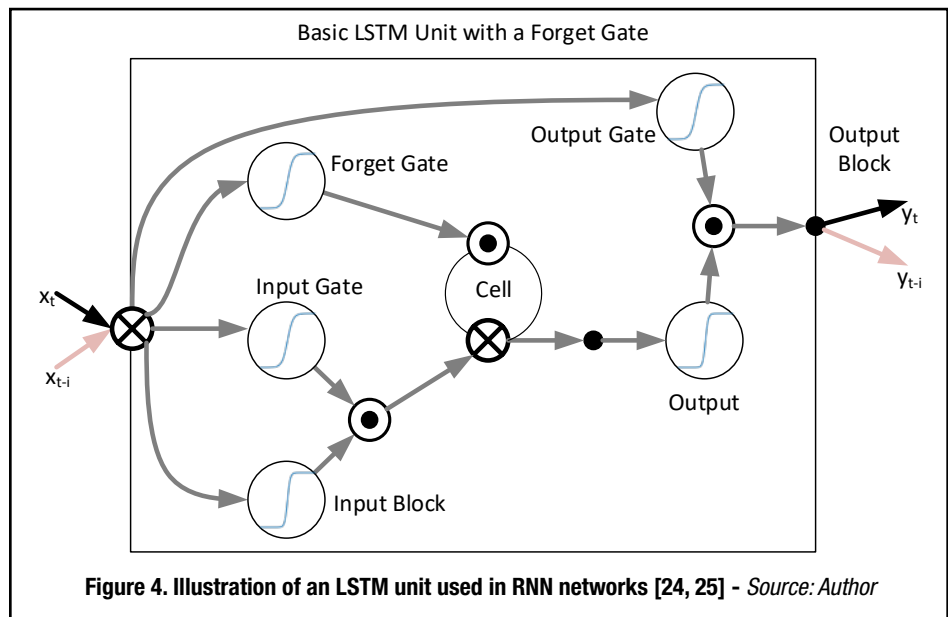 Basic LSTM Unit with a Forget Gate
Output Gate
Output
Block
Forget Gate
yt
Cell
Input Gate
xt
yt-i
xt-i
Output
Input Block
Figure 4. Illustration of an LSTM unit used in RNN networks [24, 25] - Source: Author